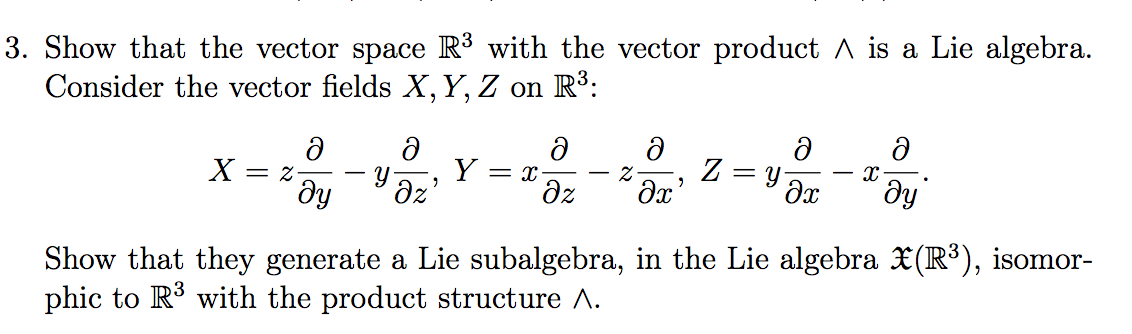 3. Show that the vector space ℝ³ with the vector product ∧ is a Lie algebra.
Consider the vector fields X, Y, Z on ℝ³:
X = z ∂/∂y − y ∂/∂z, Y = x ∂/∂z − z ∂/∂x, Z = y ∂/∂x − x ∂/∂y.
Show that they generate a Lie subalgebra, in the Lie algebra 𝔛(ℝ³), isomor-
phic to ℝ³ with the product structure ∧.